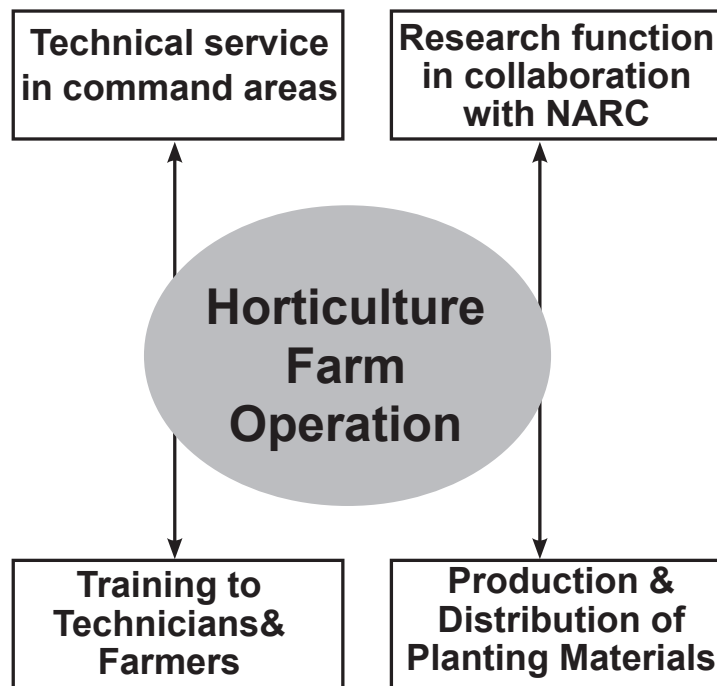 Technical service
in command areas
Research function
in collaboration
with NARC
Horticulture
Farm
Operation
Training to
Technicians&
Farmers
Production &
Distribution of
Planting Materials